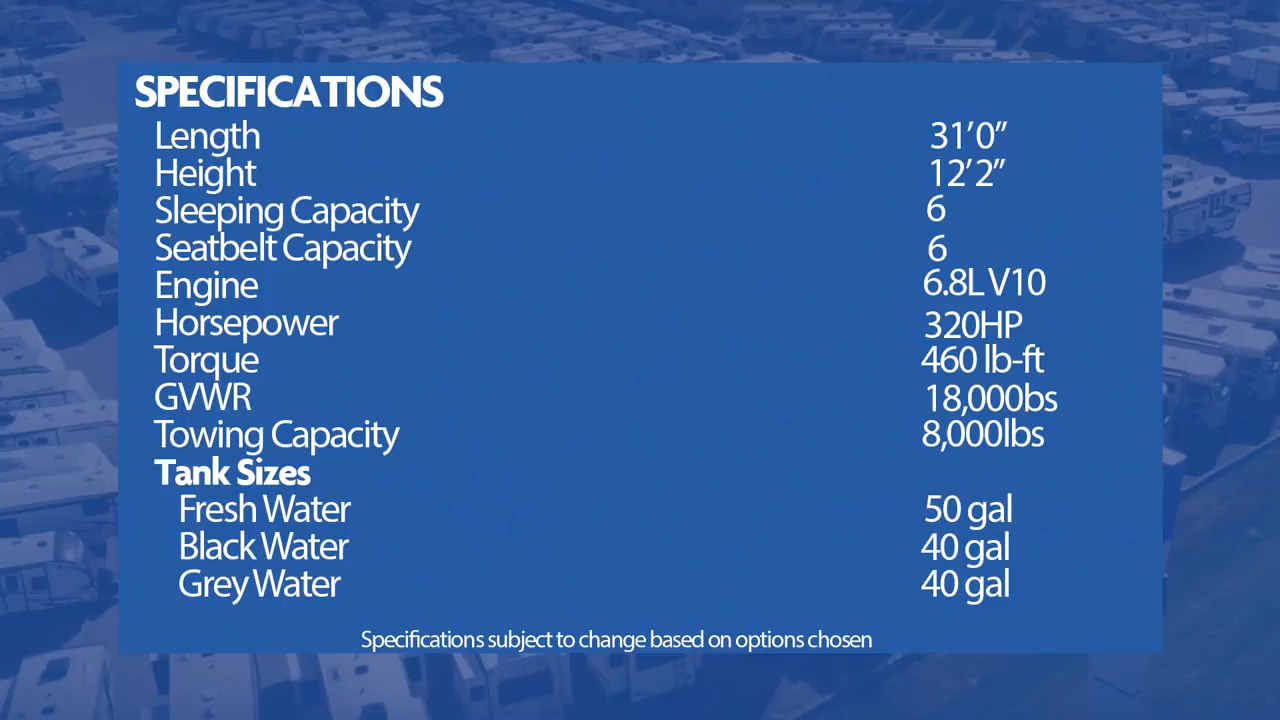 SPECIFICATIONS
Length 31’0”
Height 12’2”
Sleeping Capacity 6
Seatbelt Capacity 6
Engine 6.8L V10
Horsepower 320HP
Torque 460 lb-ft
GVWR 18,000bs
Towing Capacity 8,000lbs
Tank Sizes
Fresh Water 50 gal
Black Water 40 gal
Grey Water 40 gal
Specifications subject to change based on options chosen